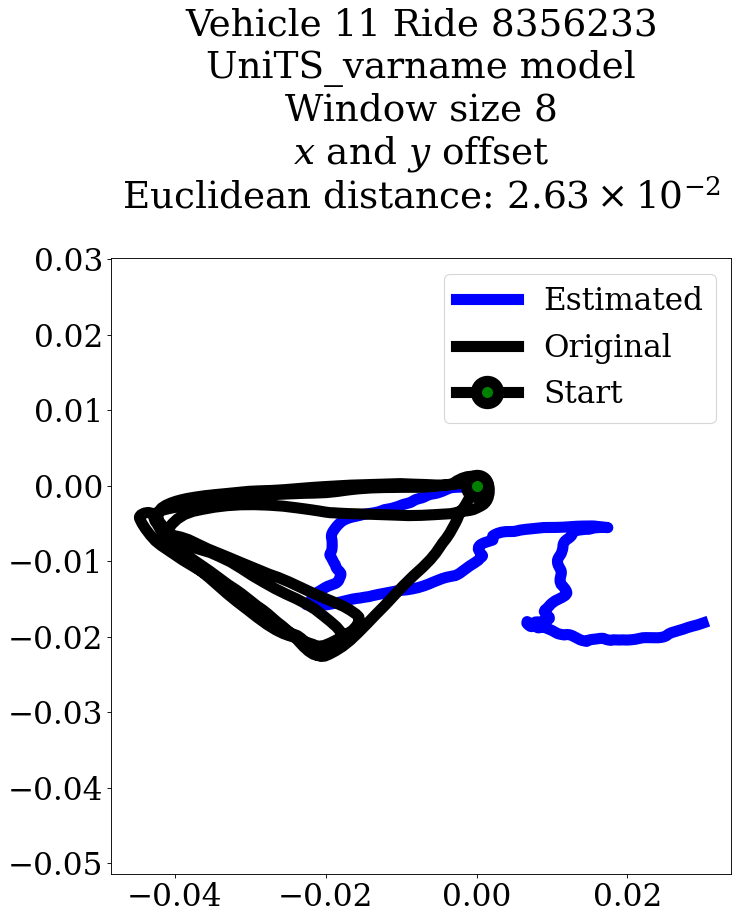 Vehicle 11 Ride 8356233
UniTS_varname model
Window size 8
x and y offset
Euclidean distance: 2.63 × 10⁻²
Estimated
Original
Start
0.03
0.02
0.01
0.00
−0.01
−0.02
−0.03
−0.04
−0.05
−0.04 −0.02 0.00 0.02